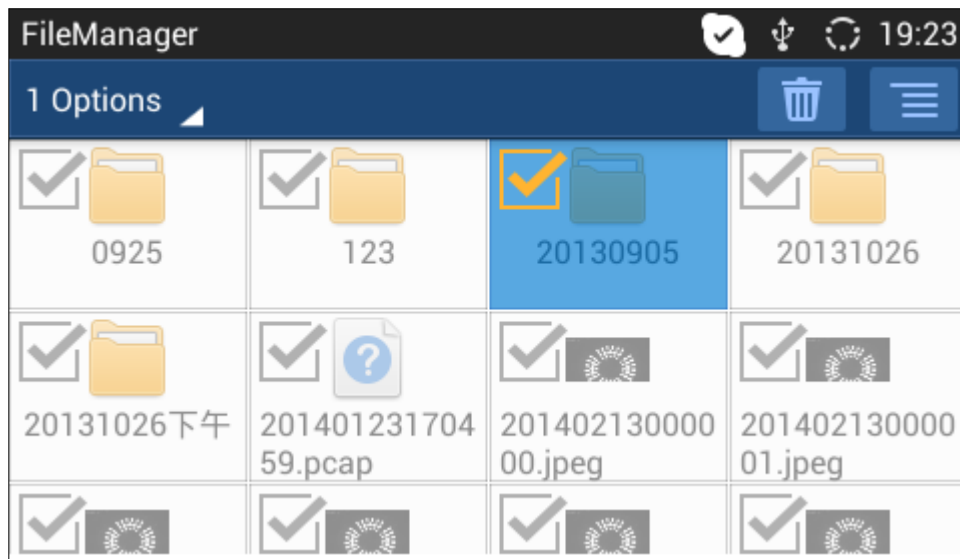 FileManager 19:23
1 Options
0925 123 20130905 20131026
20131026下午 201401231704 201402130000 201402130000
59.pcap 00.jpeg 01.jpeg